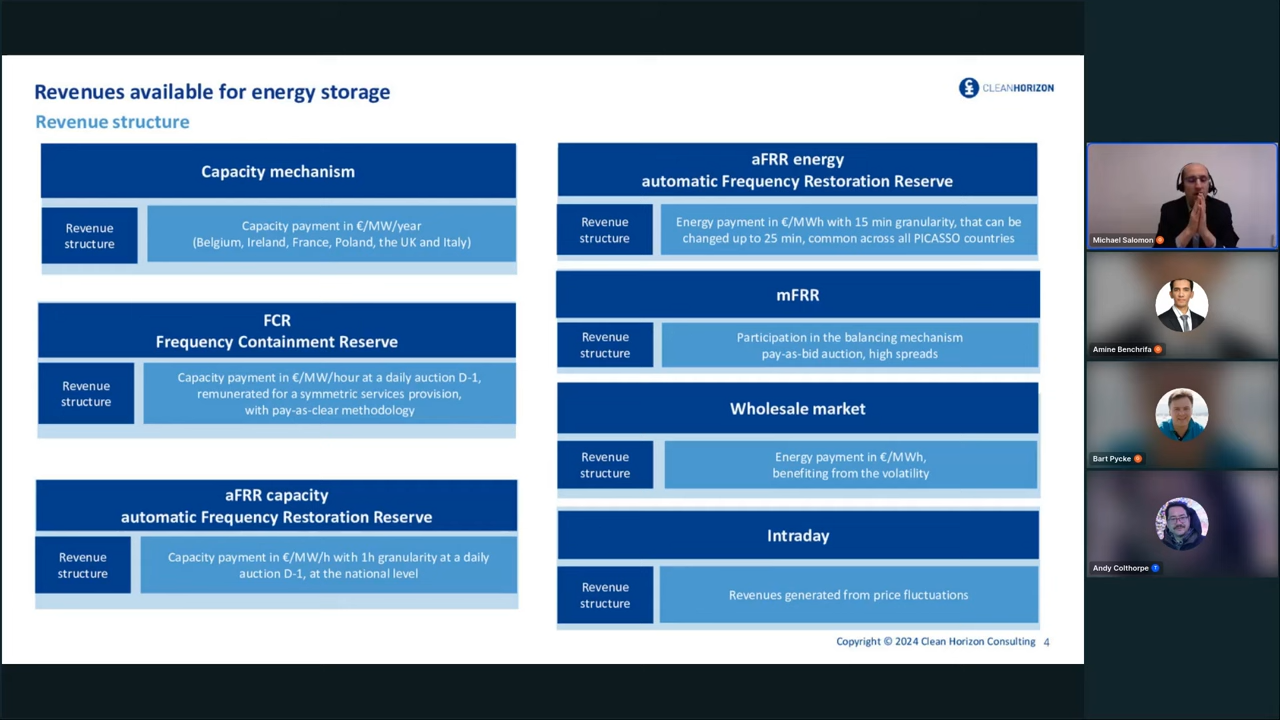 Revenues available for energy storage
CLEANHORIZON
Revenue structure
Capacity mechanism
Revenue
structure
Capacity payment in €/MW/year
(Belgium, Ireland, France, Poland, the UK and Italy)
FCR
Frequency Containment Reserve
Revenue
structure
Capacity payment in €/MW/hour at a daily auction D-1,
remunerated for a symmetric services provision,
with pay-as-clear methodology
aFRR capacity
automatic Frequency Restoration Reserve
Revenue
structure
Capacity payment in €/MW/h with 1h granularity at a daily
auction D-1, at the national level
aFRR energy
automatic Frequency Restoration Reserve
Revenue
structure
Energy payment in €/MWh with 15 min granularity, that can be
changed up to 25 min, common across all PICASSO countries
mFRR
Revenue
structure
Participation in the balancing mechanism
pay-as-bid auction, high spreads
Wholesale market
Revenue
structure
Energy payment in €/MWh,
benefiting from the volatility
Intraday
Revenue
structure
Revenues generated from price fluctuations
Copyright © 2024 Clean Horizon Consulting 4
Michael Salomon
Amine Benchrifa
Bart Pycke
Andy Colthorpe